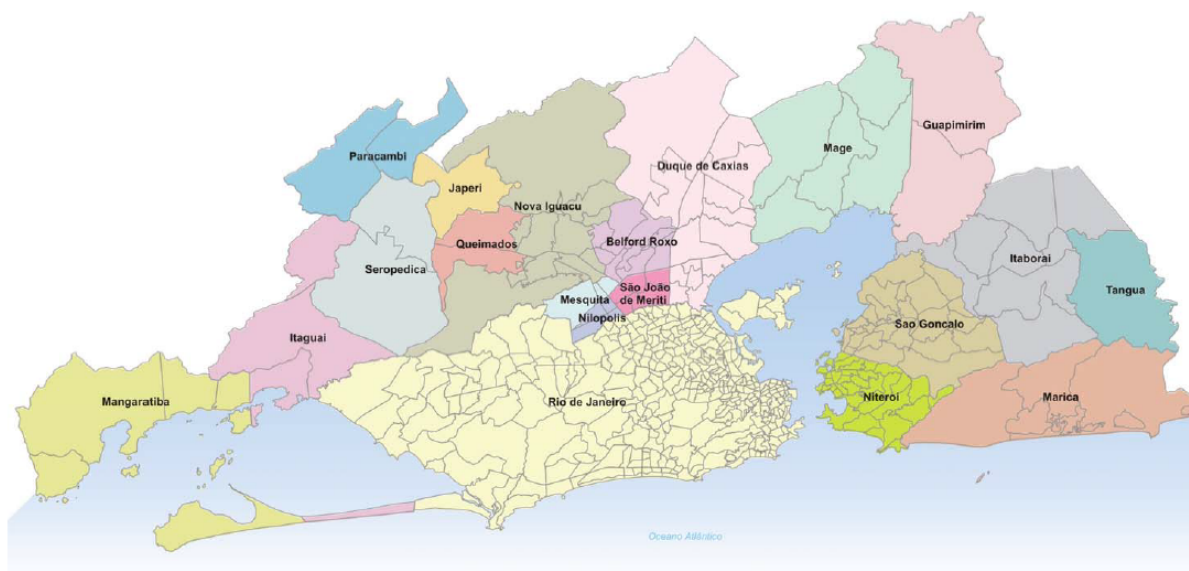 Guapimirim
Mage
Paracambi
Duque de Caxias
Japeri
Nova Iguacu
Belford Roxo
Queimados
Itaborai
Seropedica
Tangua
São João
de Meriti
Mesquita
Nilopolis
Sao Goncalo
Itaguai
Mangaratiba
Rio de Janeiro
Niteroi
Marica
Oceano Atlântico